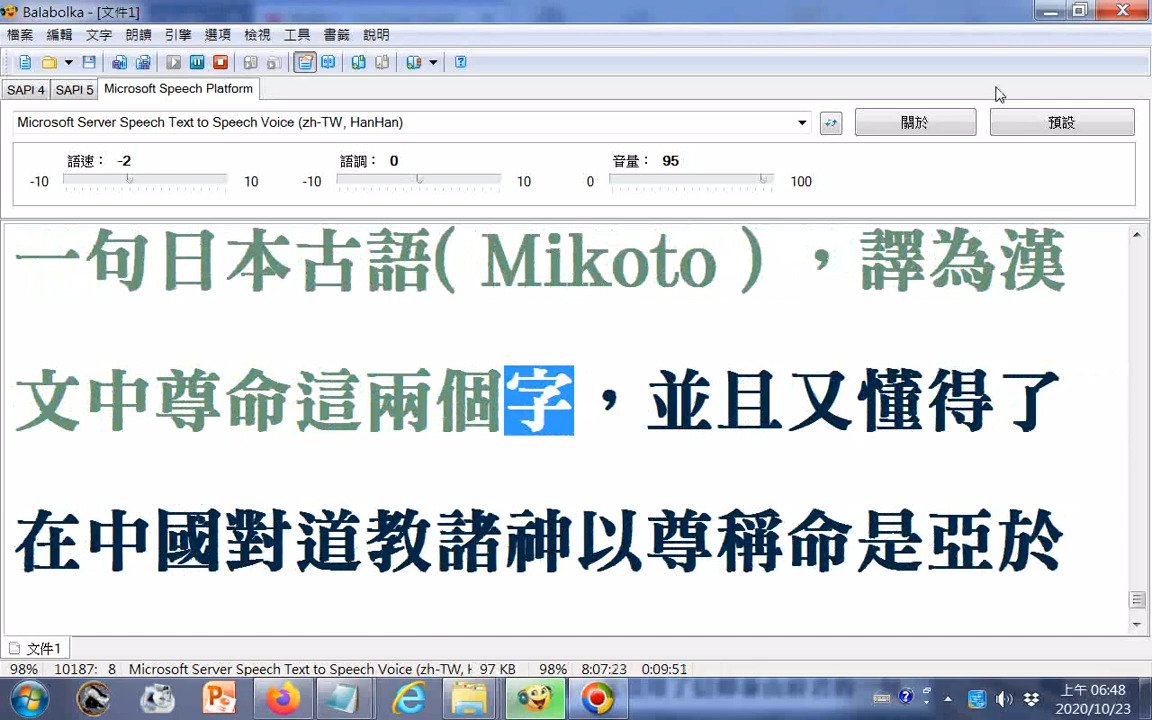 Balabolka - [文件1]
檔案 編輯 文字 朗讀 引擎 選項 檢視 工具 書籤 說明
SAPI 4 SAPI 5 Microsoft Speech Platform
Microsoft Server Speech Text to Speech Voice (zh-TW, HanHan) 關於 預設
語速： -2 語調： 0 音量： 95
-10 10 -10 10 0 100
一句日本古語( Mikoto ) ，譯為漢
文中尊命這兩個字，並且又懂得了
在中國對道教諸神以尊稱命是亞於
文件1
98% 10187: 8 Microsoft Server Speech Text to Speech Voice (zh-TW, 97 KB 98% 8:07:23 0:09:51
上午 06:48
2020/10/23